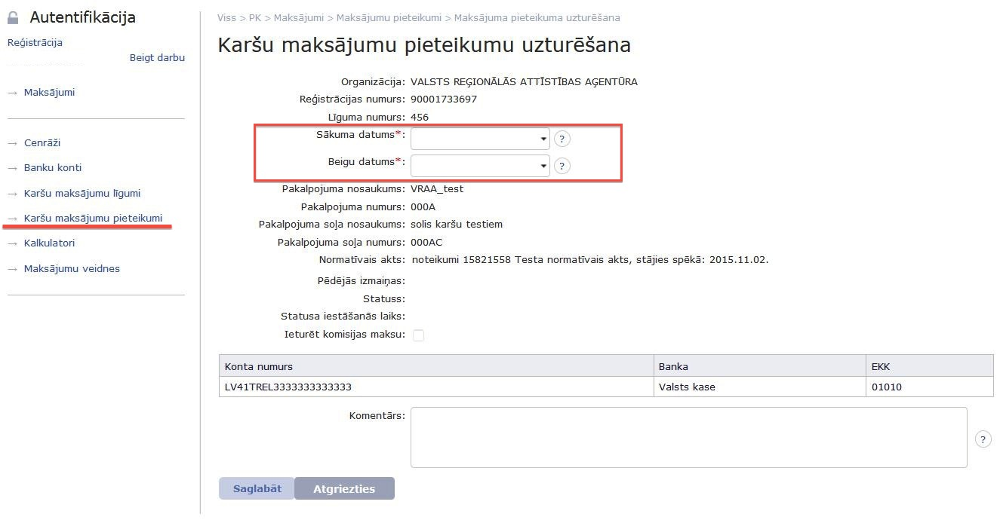 Autentifikācija
Reģistrācija
Beigt darbu
→ Maksājumi
→ Cenrāži
→ Banku konti
→ Karšu maksājumu līgumi
→ Karšu maksājumu pieteikumi
→ Kalkulatori
→ Maksājumu veidnes
Viss > PK > Maksājumi > Maksājumu pieteikumi > Maksājuma pieteikuma uzturēšana
Karšu maksājumu pieteikumu uzturēšana
Organizācija: VALSTS REĢIONĀLĀS ATTĪSTĪBAS AĢENTŪRA
Reģistrācijas numurs: 90001733697
Līguma numurs: 456
Sākuma datums*: ?
Beigu datums*: ?
Pakalpojuma nosaukums: VRAA_test
Pakalpojuma numurs: 000A
Pakalpojuma soļa nosaukums: solis karšu testiem
Pakalpojuma soļa numurs: 000AC
Normatīvais akts: noteikumi 15821558 Testa normatīvais akts, stājies spēkā: 2015.11.02.
Pēdējās izmaiņas:
Statuss:
Statusa iestāšanās laiks:
Ieturēt komisijas maksu:
Konta numurs Banka EKK
LV41TREL3333333333333 Valsts kase 01010
Komentārs: ?
Saglabāt Atgriezties